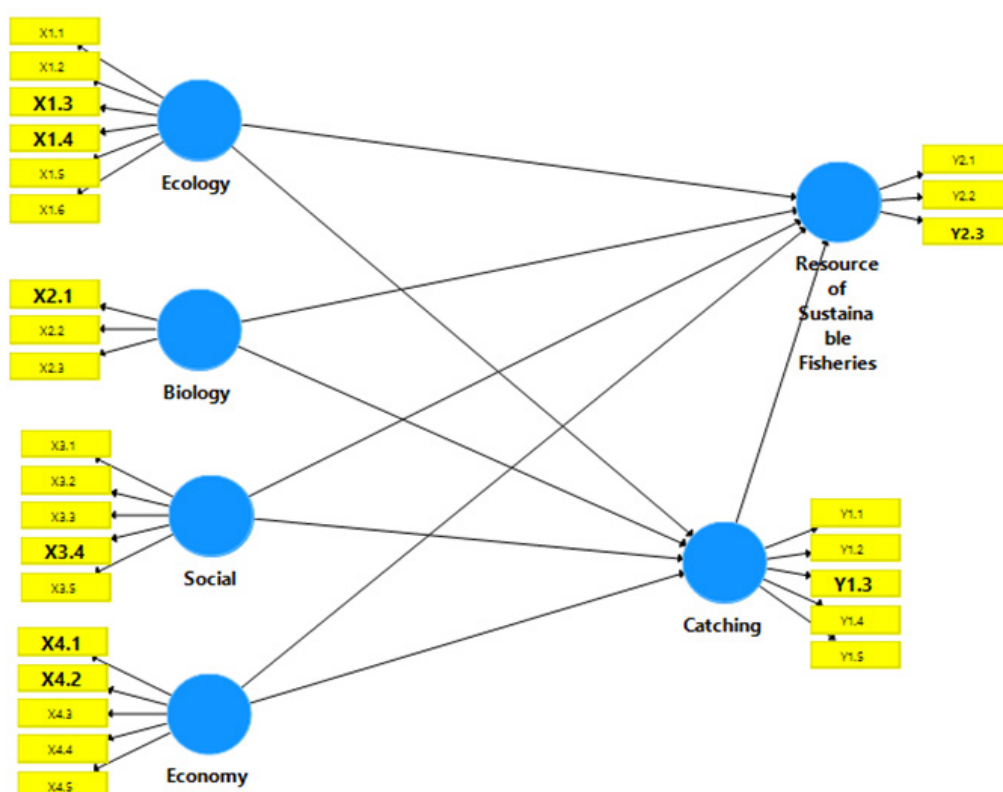 X1.1
X1.2
X1.3
X1.4
X1.5
X1.6
Ecology
X2.1
X2.2
X2.3
Biology
X3.1
X3.2
X3.3
X3.4
X3.5
Social
X4.1
X4.2
X4.3
X4.4
X4.5
Economy
Y2.1
Y2.2
Y2.3
Resource
of
Sustaina
ble
Fisheries
Y1.1
Y1.2
Y1.3
Y1.4
Y1.5
Catching